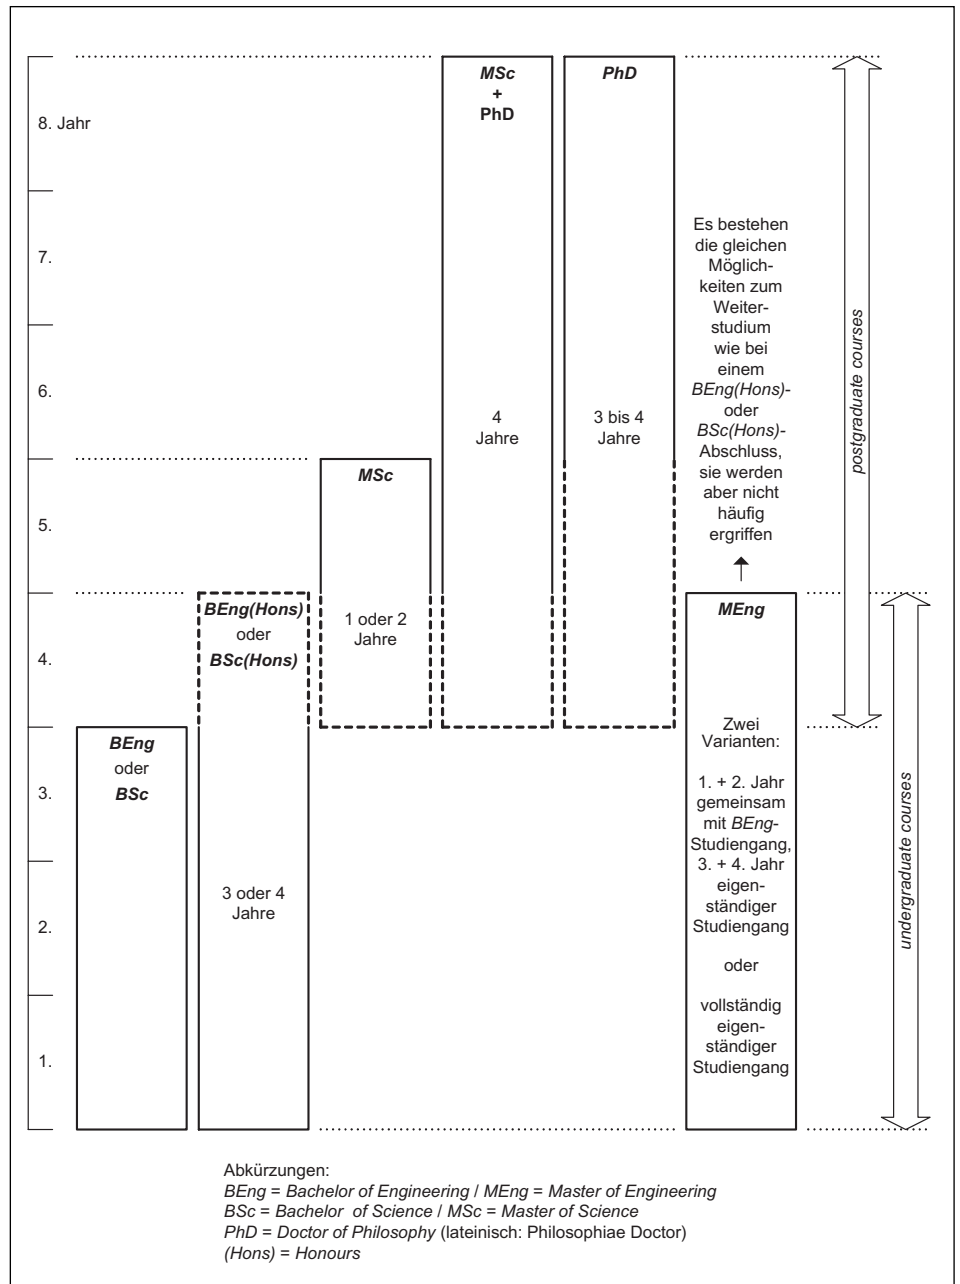 8. Jahr
7.
6.
5.
4.
3.
2.
1.
BEng
oder
BSc
BEng(Hons)
oder
BSc(Hons)
3 oder 4
Jahre
MSc
1 oder 2
Jahre
MSc
+
PhD
4
Jahre
PhD
3 bis 4
Jahre
Es bestehen
die gleichen
Möglich-
keiten zum
Weiter-
studium
wie bei
einem
BEng(Hons)-
oder
BSc(Hons)-
Abschluss,
sie werden
aber nicht
häufig
ergriffen
MEng
Zwei
Varianten:
1. + 2. Jahr
gemeinsam
mit BEng-
Studiengang,
3. + 4. Jahr
eigen-
ständiger
Studiengang
oder
vollständig
eigen-
ständiger
Studiengang
postgraduate courses
undergraduate courses
Abkürzungen:
BEng = Bachelor of Engineering / MEng = Master of Engineering
BSc = Bachelor of Science / MSc = Master of Science
PhD = Doctor of Philosophy (lateinisch: Philosophiae Doctor)
(Hons) = Honours